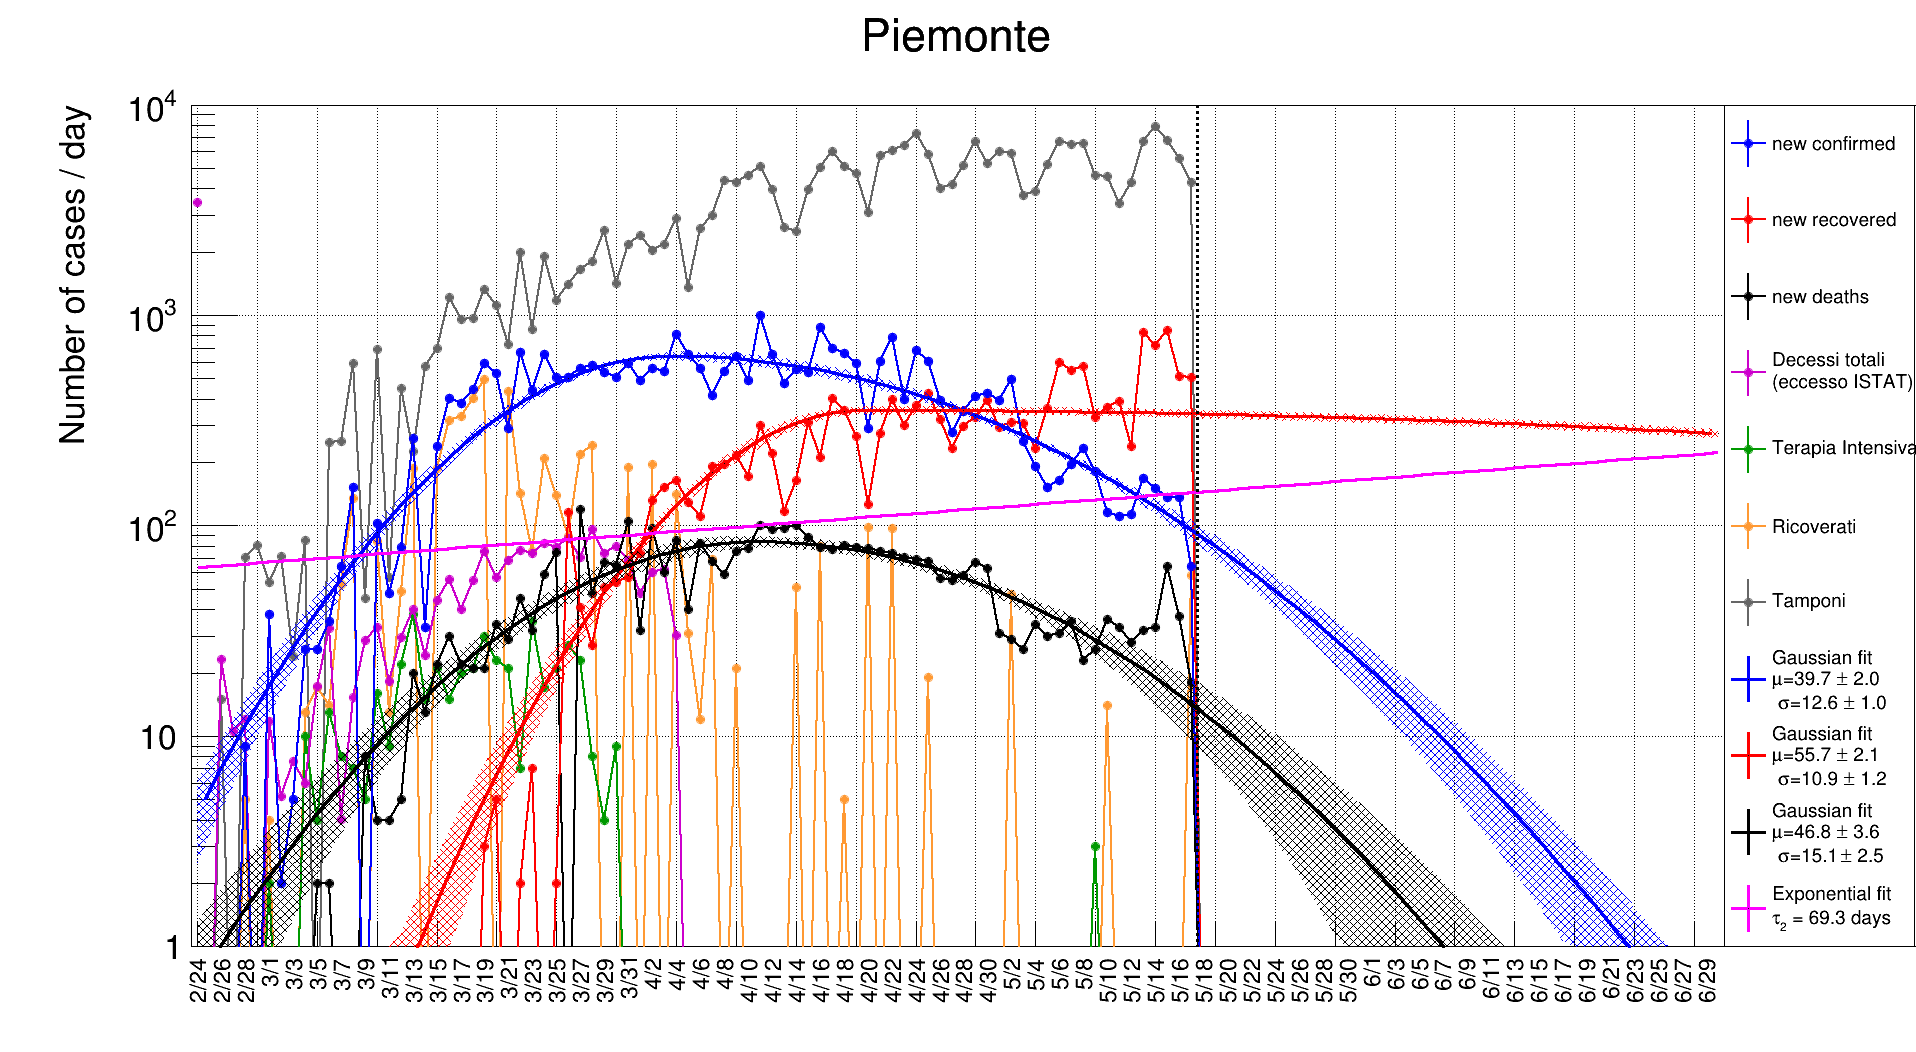 Piemonte
Number of cases / day
10^4
10^3
10^2
10
1
2/24 2/26 2/28 3/1 3/3 3/5 3/7 3/9 3/11 3/13 3/15 3/17 3/19 3/21 3/23 3/25 3/27 3/29 3/31 4/2 4/4 4/6 4/8 4/10 4/12 4/14 4/16 4/18 4/20 4/22 4/24 4/26 4/28 4/30 5/2 5/4 5/6 5/8 5/10 5/12 5/14 5/16 5/18 5/20 5/22 5/24 5/26 5/28 5/30 6/1 6/3 6/5 6/7 6/9 6/11 6/13 6/15 6/17 6/19 6/21 6/23 6/25 6/27 6/29
new confirmed
new recovered
new deaths
Decessi totali
(eccesso ISTAT)
Terapia Intensiva
Ricoverati
Tamponi
Gaussian fit
μ=39.7 ± 2.0
σ=12.6 ± 1.0
Gaussian fit
μ=55.7 ± 2.1
σ=10.9 ± 1.2
Gaussian fit
μ=46.8 ± 3.6
σ=15.1 ± 2.5
Exponential fit
τ₂ = 69.3 days